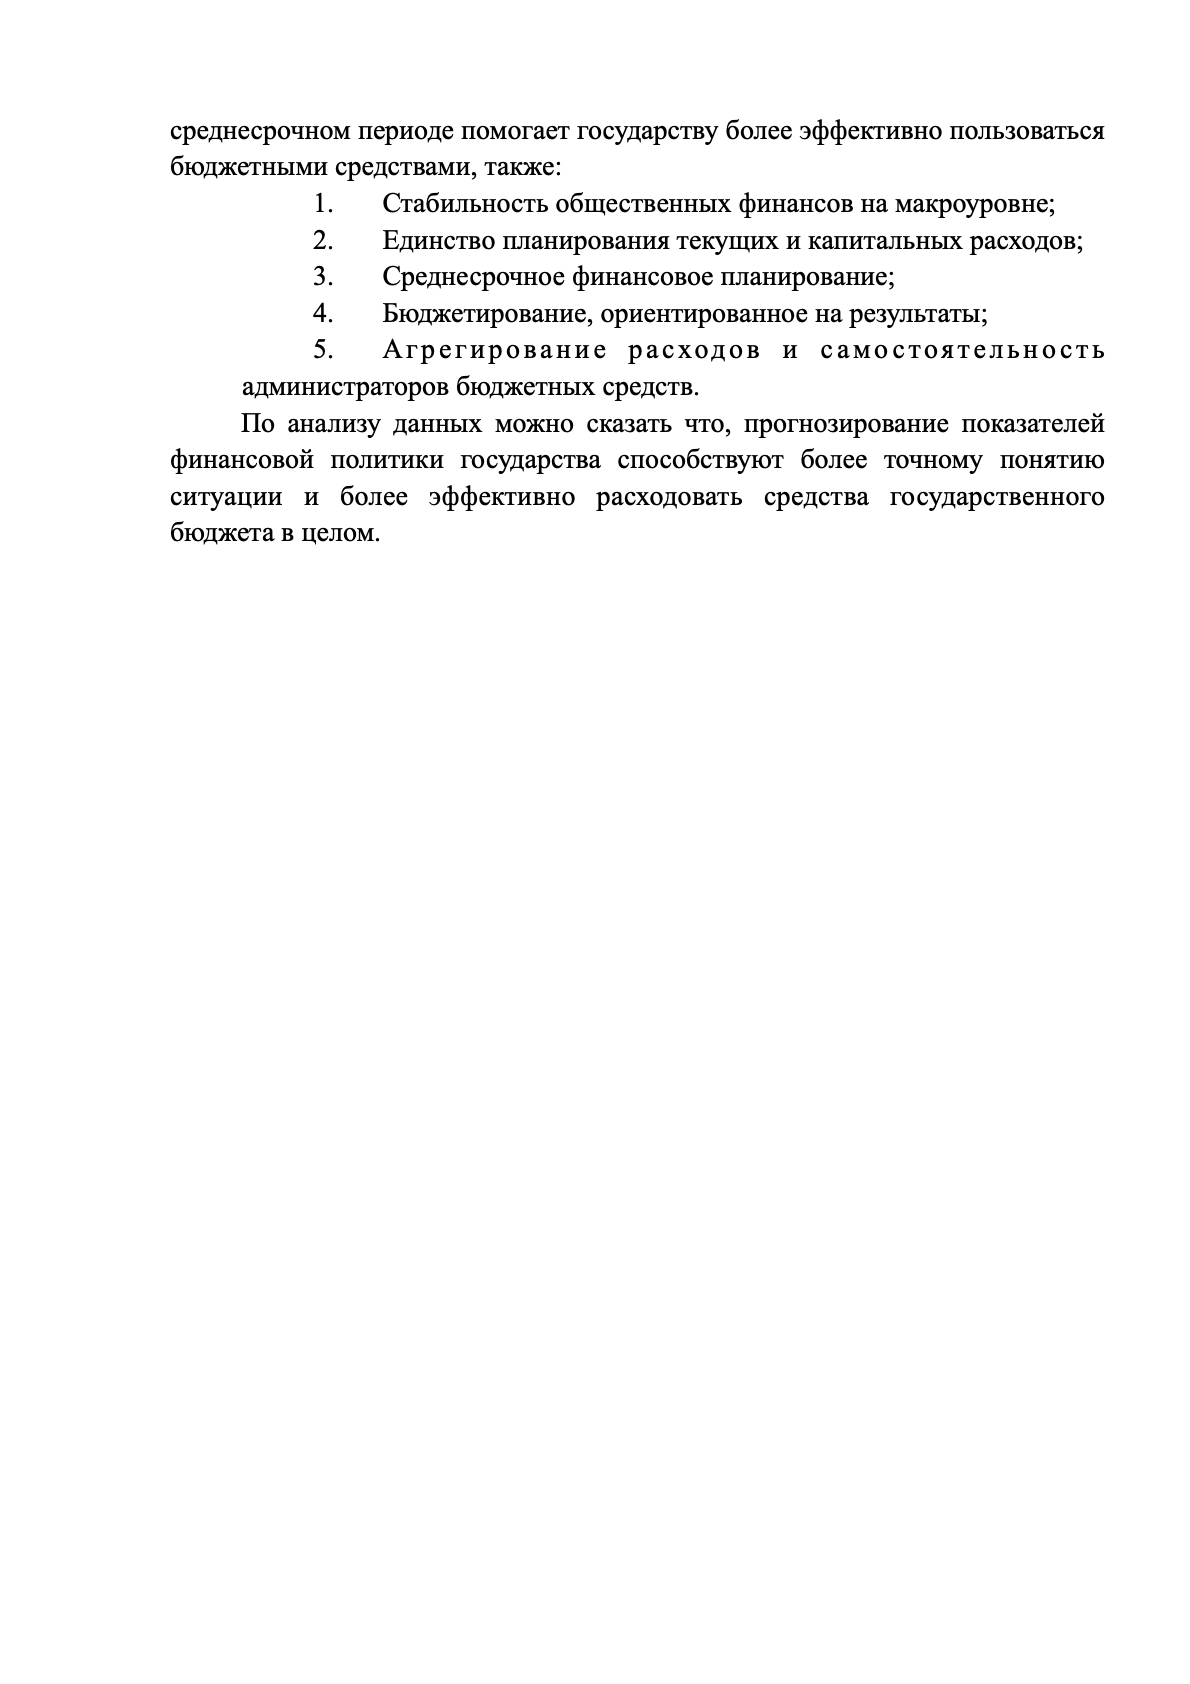 среднесрочном периоде помогает государству более эффективно пользоваться
бюджетными средствами, также:
1. Стабильность общественных финансов на макроуровне;
2. Единство планирования текущих и капитальных расходов;
3. Среднесрочное финансовое планирование;
4. Бюджетирование, ориентированное на результаты;
5. Агрегирование расходов и самостоятельность
администраторов бюджетных средств.
По анализу данных можно сказать что, прогнозирование показателей
финансовой политики государства способствуют более точному понятию
ситуации и более эффективно расходовать средства государственного
бюджета в целом.